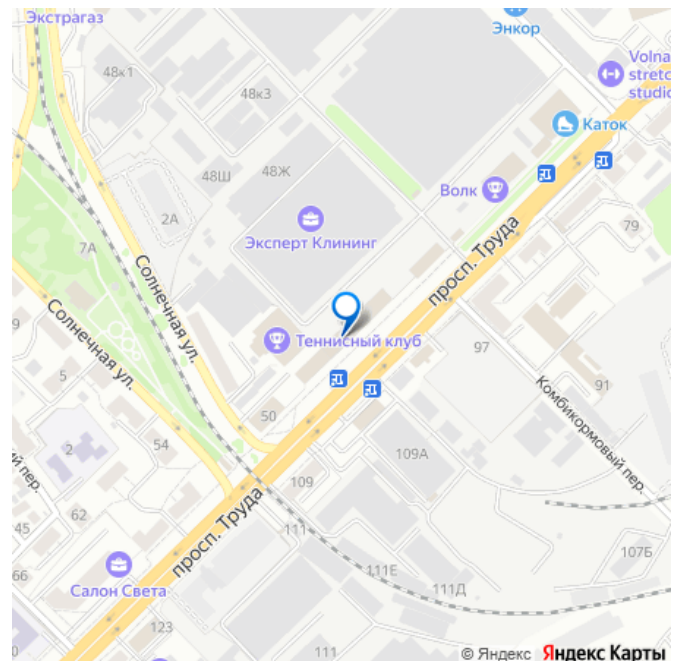 Экстрагаз
Энкор
Volna
stretc
studio
48к1
48к3
Каток
48Ж
48Ш
Волк
2А
79
Эксперт Клининг
7А
просп. Труда
Солнечная ул.
Солнечная ул.
9
Теннисный клуб
97
5
91
Комбикормовый пер.
50
2
54
109А
й пер.
109
просп. Труда
62
45
111
107Б
66
111Е
Салон Света
111Д
123
111
© Яндекс Яндекс Карты